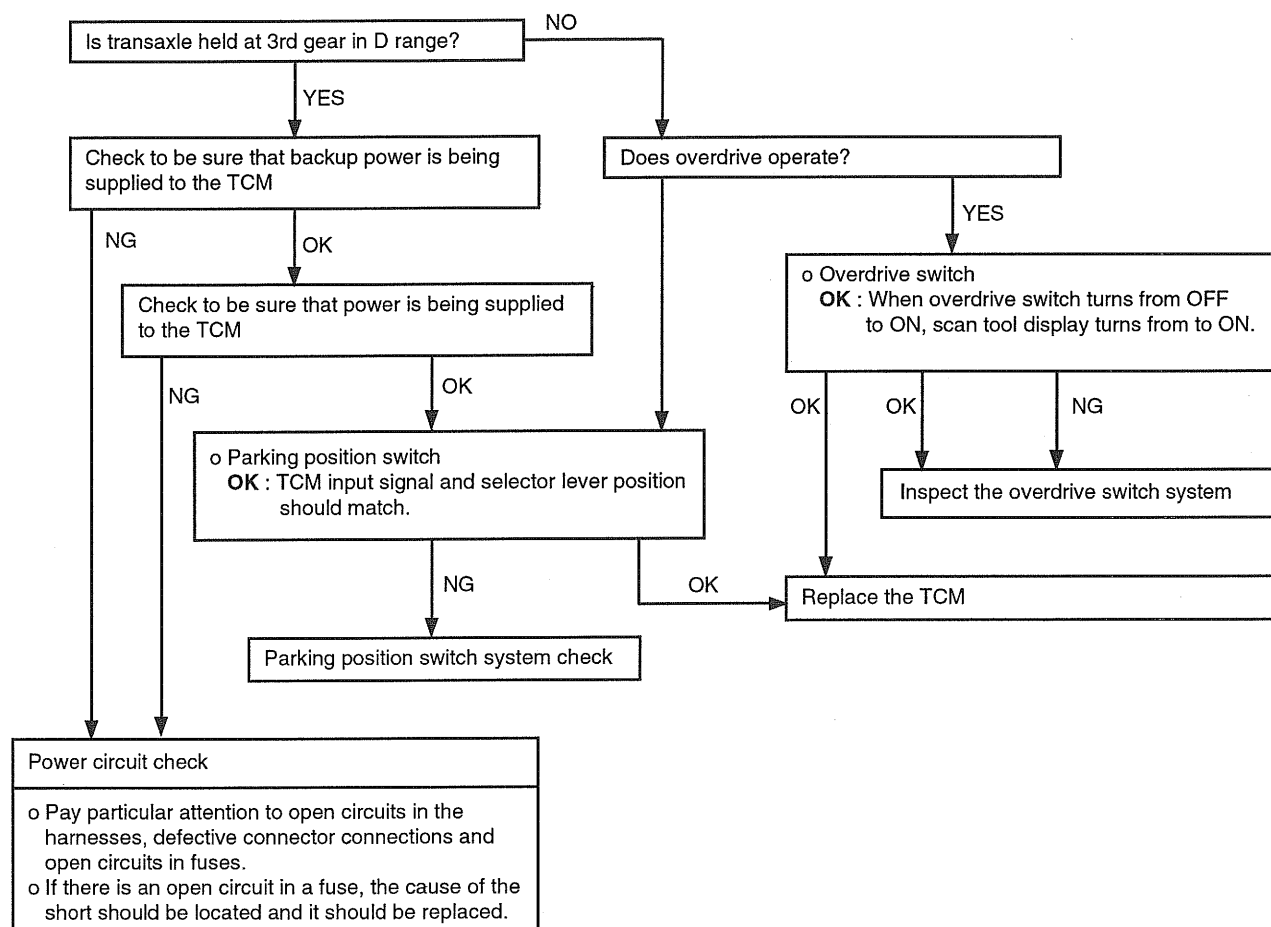 Is transaxle held at 3rd gear in D range?
NO
YES
Check to be sure that backup power is being
supplied to the TCM
Does overdrive operate?
NG
OK
YES
Check to be sure that power is being supplied
to the TCM
o Overdrive switch
OK : When overdrive switch turns from OFF
to ON, scan tool display turns from to ON.
NG
OK
OK
OK
NG
o Parking position switch
OK : TCM input signal and selector lever position
should match.
Inspect the overdrive switch system
NG
OK
Replace the TCM
Parking position switch system check
Power circuit check
o Pay particular attention to open circuits in the
harnesses, defective connector connections and
open circuits in fuses.
o If there is an open circuit in a fuse, the cause of the
short should be located and it should be replaced.